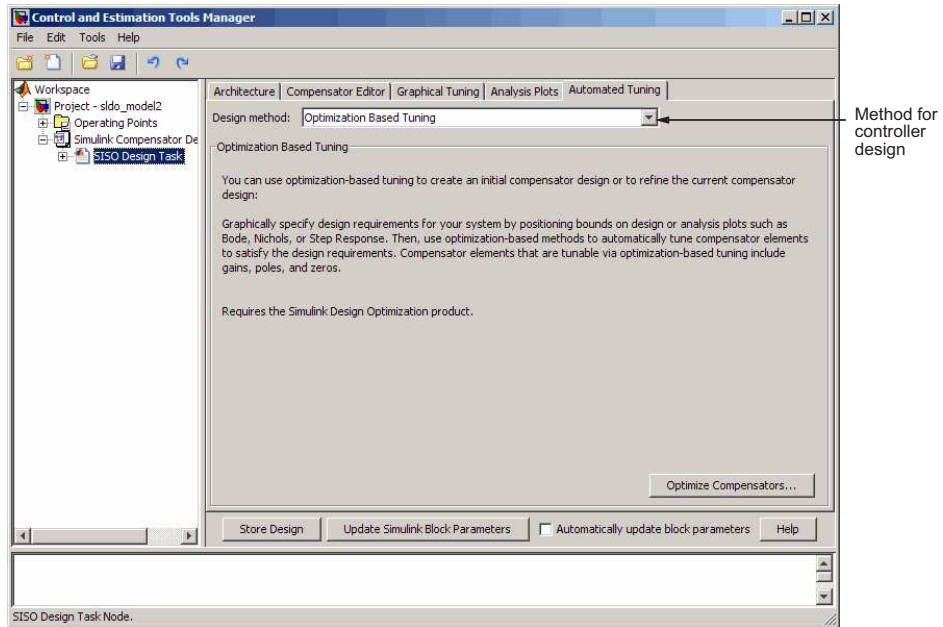 Control and Estimation Tools Manager
File Edit Tools Help
Workspace
Project - sldo_model2
Operating Points
Simulink Compensator De
SISO Design Task
Architecture Compensator Editor Graphical Tuning Analysis Plots Automated Tuning
Design method: Optimization Based Tuning
Method for
controller
design
Optimization Based Tuning
You can use optimization-based tuning to create an initial compensator design or to refine the current compensator
design:
Graphically specify design requirements for your system by positioning bounds on design or analysis plots such as
Bode, Nichols, or Step Response. Then, use optimization-based methods to automatically tune compensator elements
to satisfy the design requirements. Compensator elements that are tunable via optimization-based tuning include
gains, poles, and zeros.
Requires the Simulink Design Optimization product.
Optimize Compensators...
Store Design Update Simulink Block Parameters Automatically update block parameters Help
SISO Design Task Node.